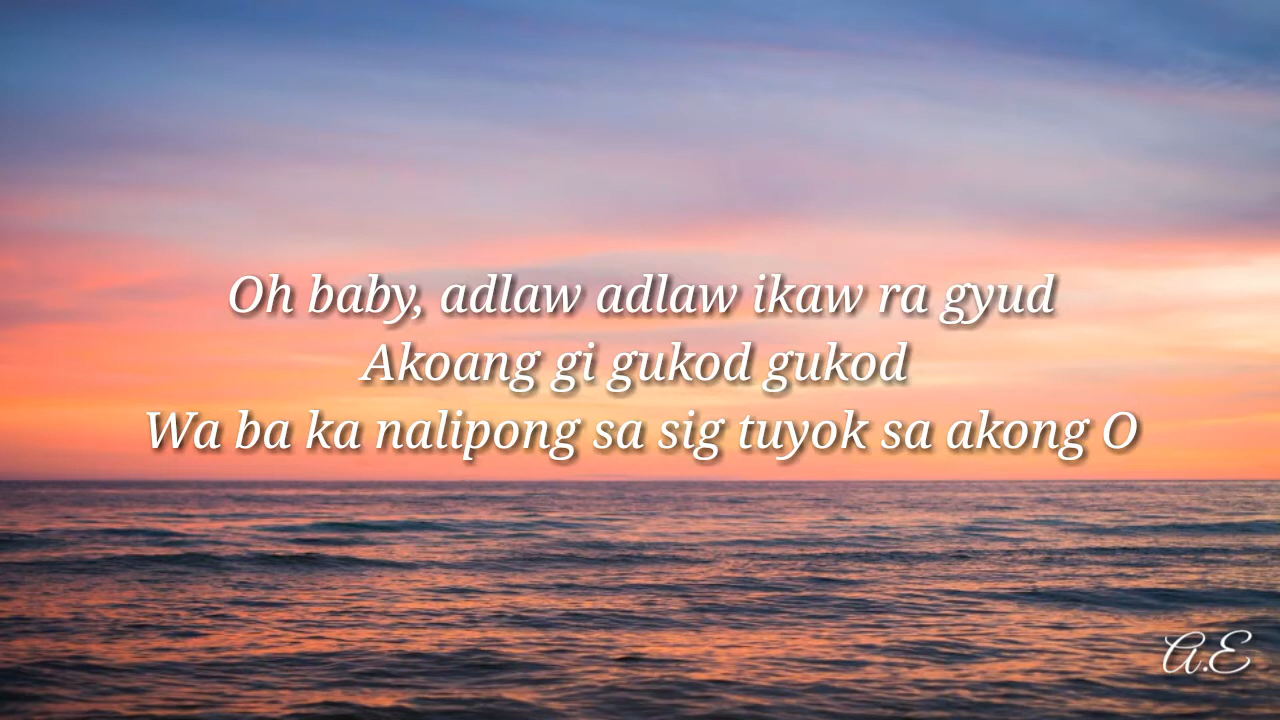 Oh baby, adlaw adlaw ikaw ra gyud
Akoang gi gukod gukod
Wa ba ka nalipong sa sig tuyok sa akong O
A.E